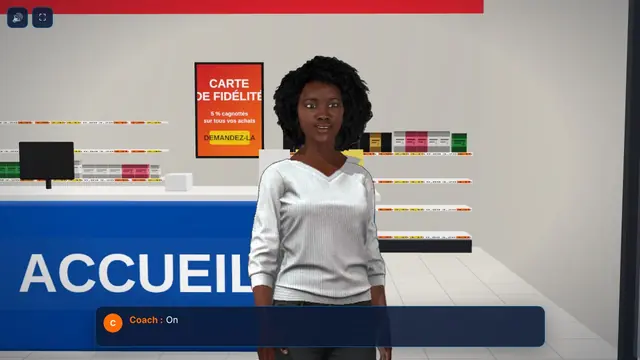 CARTE
DE FIDÉLITÉ
5 % cagnottés
sur tous vos achats
DEMANDEZ-LA
ACCUEIL
C
Coach : On